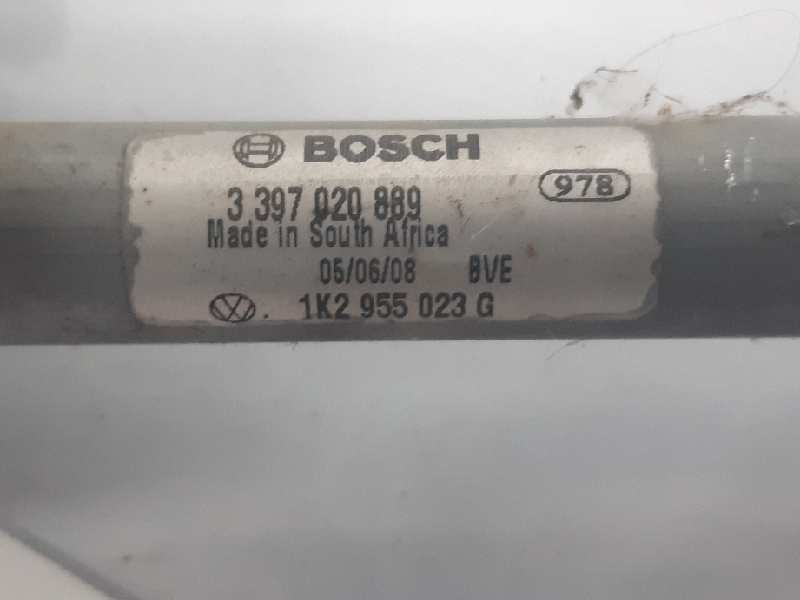 BOSCH
978
3 397 020 889
Made in South Africa
05/06/08 BVE
1K2 955 023 G